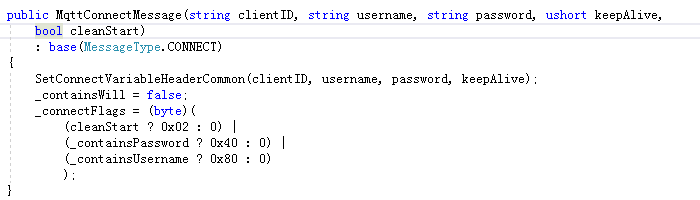 public MqttConnectMessage(string clientID, string username, string password, ushort keepAlive,
bool cleanStart)
: base(MessageType.CONNECT)
{
SetConnectVariableHeaderCommon(clientID, username, password, keepAlive);
_containsWill = false;
_connectFlags = (byte)(
(cleanStart ? 0x02 : 0) |
(_containsPassword ? 0x40 : 0) |
(_containsUsername ? 0x80 : 0)
);
}